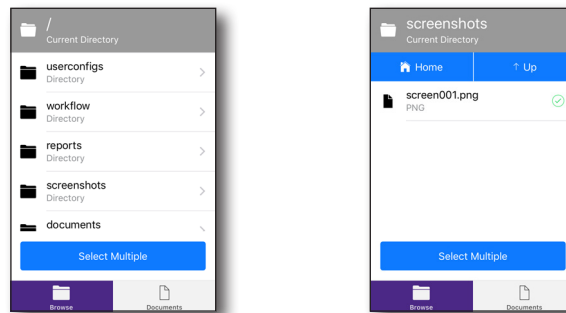 /
Current Directory
userconfigs
Directory
workflow
Directory
reports
Directory
screenshots
Directory
documents
Select Multiple
Browse
Documents
screenshots
Current Directory
Home
↑ Up
screen001.png
PNG
Select Multiple
Browse
Documents